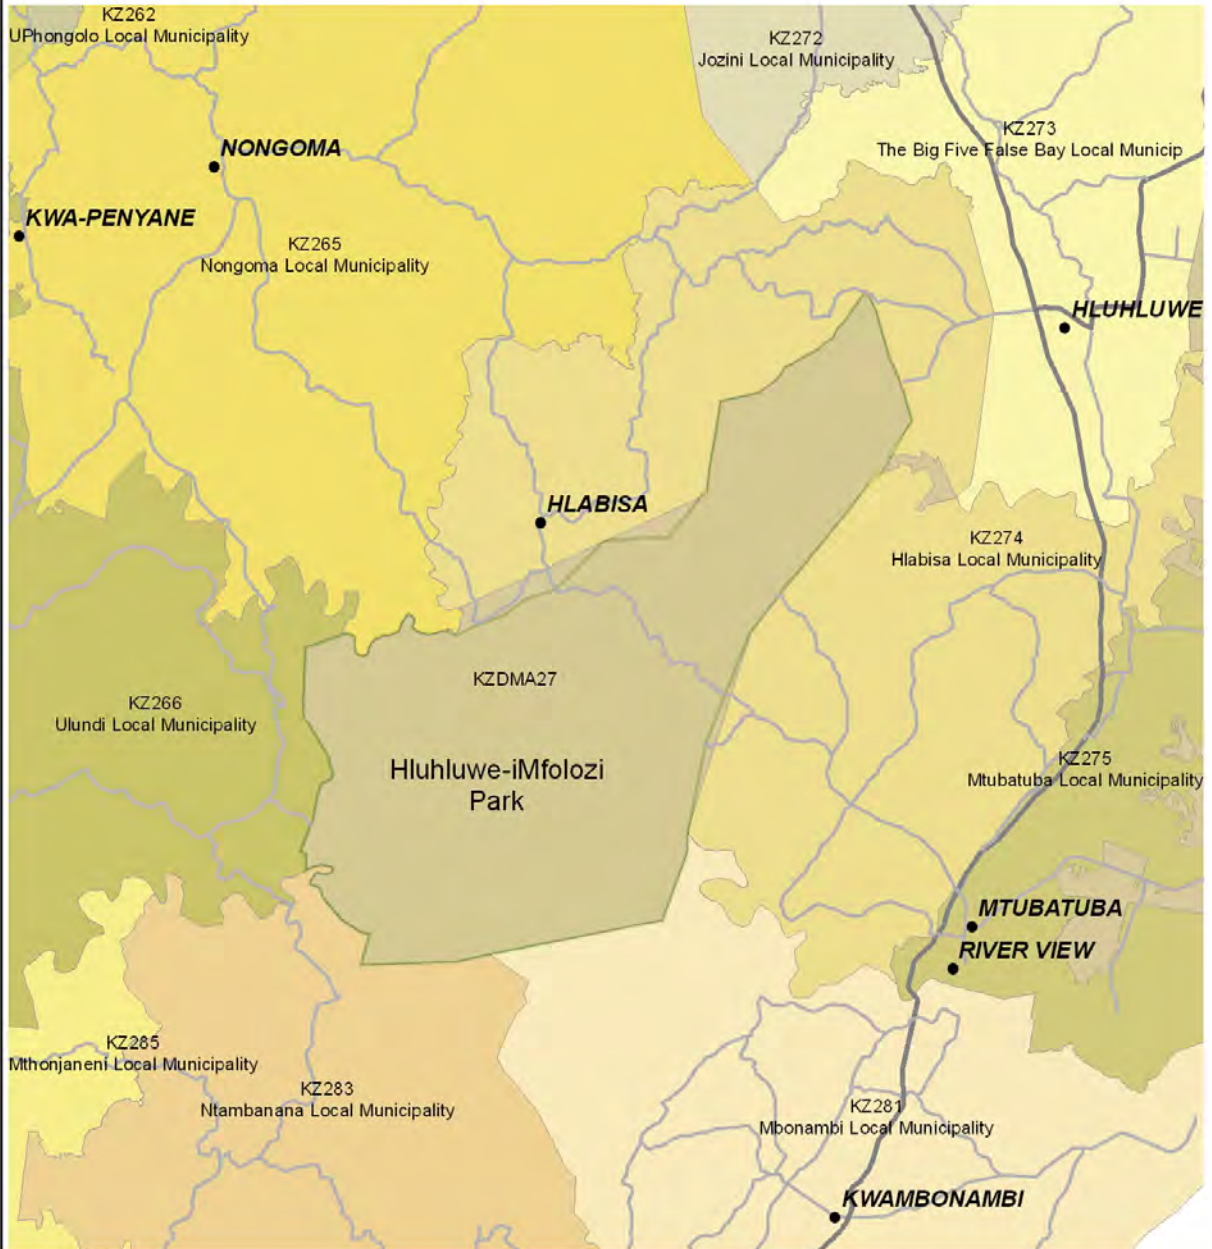 KZ262
UPhongolo Local Municipality
KZ272
Jozini Local Municipality
KZ273
The Big Five False Bay Local Municip
NONGOMA
KWA-PENYANE
KZ265
Nongoma Local Municipality
HLUHLUWE
HLABISA
KZ274
Hlabisa Local Municipality
KZDMA27
KZ266
Ulundi Local Municipality
Hluhluwe-iMfolozi
Park
KZ275
Mtubatuba Local Municipality
MTUBATUBA
RIVER VIEW
KZ285
Mthonjaneni Local Municipality
KZ283
Ntambanana Local Municipality
KZ281
Mbonambi Local Municipality
KWAMBONAMBI